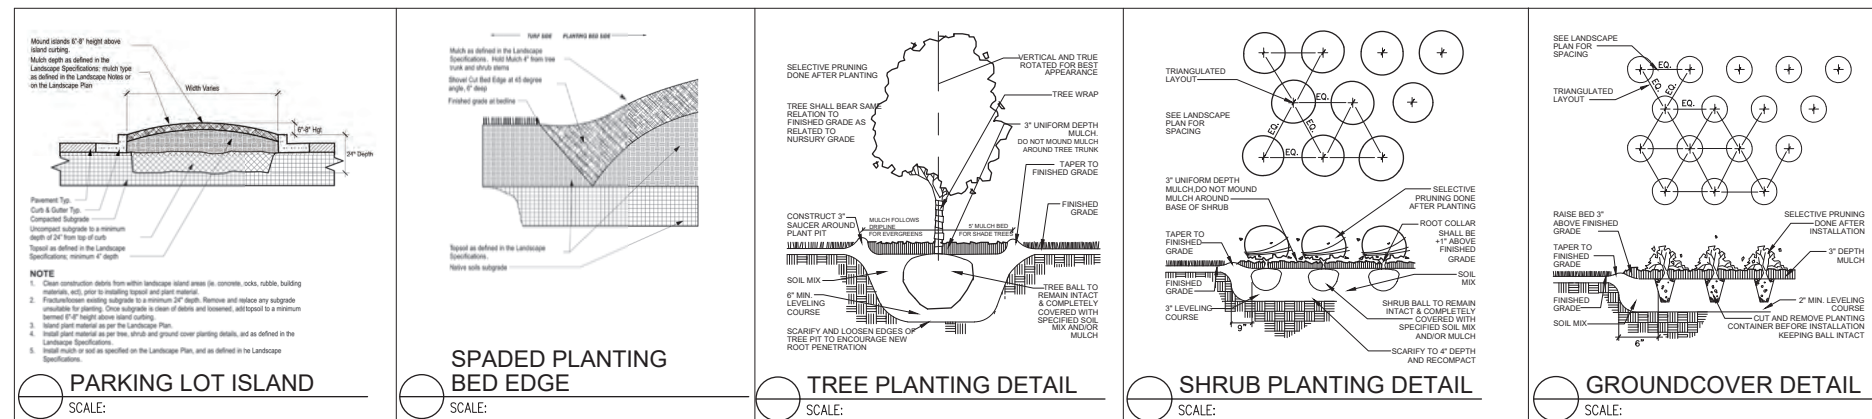 Mound islands 6"-8" height above
island curbing.
Mulch depth as defined in the
Landscape Specifications: mulch type
as defined in the Landscape Notes or
on the Landscape Plan
Width Varies
6"-8" Hgt.
24" Depth
Pavement Typ.
Curb & Gutter Typ.
Compacted Subgrade
Uncompact subgrade to a minimum
depth of 24" from top of curb
Topsoil as defined in the Landscape
Specifications; minimum 4" depth
NOTE
1. Clean construction debris from within landscape island areas (ie. concrete, ocks, rubble, building
materials, ect), prior to installing topsoil and plant material.
2. Fracture/loosen existing subgrade to a minimum 24" depth. Remove and replace any subgrade
unsuitable for planting. Once subgrade is clean of debris and loosened, add topsoil to a minimum
bermed 6"-8" height above island curbing.
3. Island plant material as per the Landscape Plan.
4. Install plant material as per tree, shrub and ground cover planting details, ad as defined in the
Landscape Specifications.
5. Install mulch or sod as specified on the Landscape Plan, and as defined in he Landscape
Specifications.
PARKING LOT ISLAND
SCALE:
TURF SIDE PLANTING BED SIDE
Mulch as defined in the Landscape
Specifications. Hold Mulch 4" from tree
trunk and shrub stems
Shovel Cut Bed Edge at 45 degree
angle, 6" deep
Finished grade at bedline
Topsoil as defined in the Landscape
Specifications.
Native soils subgrade
SPADED PLANTING
BED EDGE
SCALE:
SELECTIVE PRUNING
DONE AFTER PLANTING
VERTICAL AND TRUE
ROTATED FOR BEST
APPEARANCE
TREE WRAP
TREE SHALL BEAR SAME
RELATION TO
FINISHED GRADE AS
RELATED TO
NURSURY GRADE
3" UNIFORM DEPTH
MULCH.
DO NOT MOUND MULCH
AROUND TREE TRUNK
TAPER TO
FINISHED GRADE
FINISHED
GRADE
CONSTRUCT 3"
SAUCER AROUND
PLANT PIT
MULCH FOLLOWS
DRIPLINE
FOR EVERGREENS
5' MULCH BED
FOR SHADE TREES
SOIL MIX
6" MIN.
LEVELING
COURSE
SCARIFY AND LOOSEN EDGES OF
TREE PIT TO ENCOURAGE NEW
ROOT PENETRATION
TREE BALL TO
REMAIN INTACT
& COMPLETELY
COVERED WITH
SPECIFIED SOIL
MIX AND/OR
MULCH
TREE PLANTING DETAIL
SCALE:
TRIANGULATED
LAYOUT
EQ.
SEE LANDSCAPE
PLAN FOR
SPACING
EQ.
EQ.
EQ.
3" UNIFORM DEPTH
MULCH,DO NOT MOUND
MULCH AROUND
BASE OF SHRUB
SELECTIVE
PRUNING DONE
AFTER PLANTING
ROOT COLLAR
SHALL BE
+1" ABOVE
FINISHED
GRADE
TAPER TO
FINISHED
GRADE
FINISHED
GRADE
3" LEVELING
COURSE
9"
SOIL
MIX
SHRUB BALL TO REMAIN
INTACT & COMPLETELY
COVERED WITH
SPECIFIED SOIL MIX
AND/OR MULCH
SCARIFY TO 4" DEPTH
AND RECOMPACT
SHRUB PLANTING DETAIL
SCALE:
SEE LANDSCAPE
PLAN FOR
SPACING
EQ.
EQ.
EQ.
TRIANGULATED
LAYOUT
EQ.
RAISE BED 3"
ABOVE FINISHED
GRADE
TAPER TO
FINISHED
GRADE
FINISHED
GRADE
SOIL MIX
6"
SELECTIVE PRUNING
DONE AFTER
INSTALLATION
3" DEPTH
MULCH
2" MIN. LEVELING
COURSE
CUT AND REMOVE PLANTING
CONTAINER BEFORE INSTALLATION
KEEPING BALL INTACT
GROUNDCOVER DETAIL
SCALE: